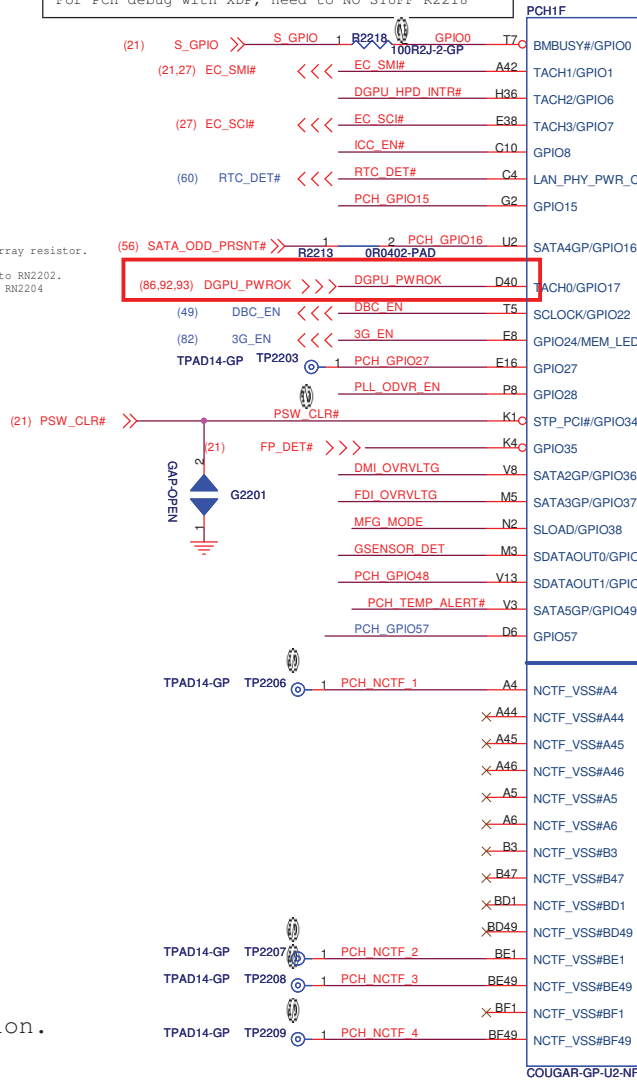 For PCH debug with XDP, need to NO STUFF R2218
PCH1F
(21) S_GPIO S_GPIO 1 R2218 GPIO0 T7 BMBUSY#/GPIO0
100R2J-2-GP
(21,27) EC_SMI# EC_SMI# A42 TACH1/GPIO1
DGPU_HPD_INTR# H36 TACH2/GPIO6
(27) EC_SCI# EC_SCI# E38 TACH3/GPIO7
ICC_EN# C10 GPIO8
(60) RTC_DET# RTC_DET# C4 LAN_PHY_PWR_C
PCH_GPIO15 G2 GPIO15
rray resistor.
(56) SATA_ODD_PRSNT# 1 2 PCH_GPIO16 U2 SATA4GP/GPIO16
R2213 0R0402-PAD
to RN2202.
RN2204
(86,92,93) DGPU_PWROK DGPU_PWROK D40 TACH0/GPIO17
(49) DBC_EN DBC_EN T5 SCLOCK/GPIO22
(82) 3G_EN 3G_EN E8 GPIO24/MEM_LED
TPAD14-GP TP2203 1 PCH_GPIO27 E16 GPIO27
PLL_ODVR_EN P8 GPIO28
(21) PSW_CLR# PSW_CLR# K1 STP_PCI#/GPIO34
(21) FP_DET# K4 GPIO35
2
GAP-OPEN
G2201
1
DMI_OVRVLTG V8 SATA2GP/GPIO36
FDI_OVRVLTG M5 SATA3GP/GPIO37
MFG_MODE N2 SLOAD/GPIO38
GSENSOR_DET M3 SDATAOUT0/GPIO
PCH_GPIO48 V13 SDATAOUT1/GPIO
PCH_TEMP_ALERT# V3 SATA5GP/GPIO49
PCH_GPIO57 D6 GPIO57
TPAD14-GP TP2206 1 PCH_NCTF_1 A4 NCTF_VSS#A4
A44 NCTF_VSS#A44
A45 NCTF_VSS#A45
A46 NCTF_VSS#A46
A5 NCTF_VSS#A5
A6 NCTF_VSS#A6
B3 NCTF_VSS#B3
B47 NCTF_VSS#B47
BD1 NCTF_VSS#BD1
BD49 NCTF_VSS#BD49
TPAD14-GP TP2207 1 PCH_NCTF_2 BE1 NCTF_VSS#BE1
TPAD14-GP TP2208 1 PCH_NCTF_3 BE49 NCTF_VSS#BE49
BF1 NCTF_VSS#BF1
on.
TPAD14-GP TP2209 1 PCH_NCTF_4 BF49 NCTF_VSS#BF49
COUGAR-GP-U2-NF